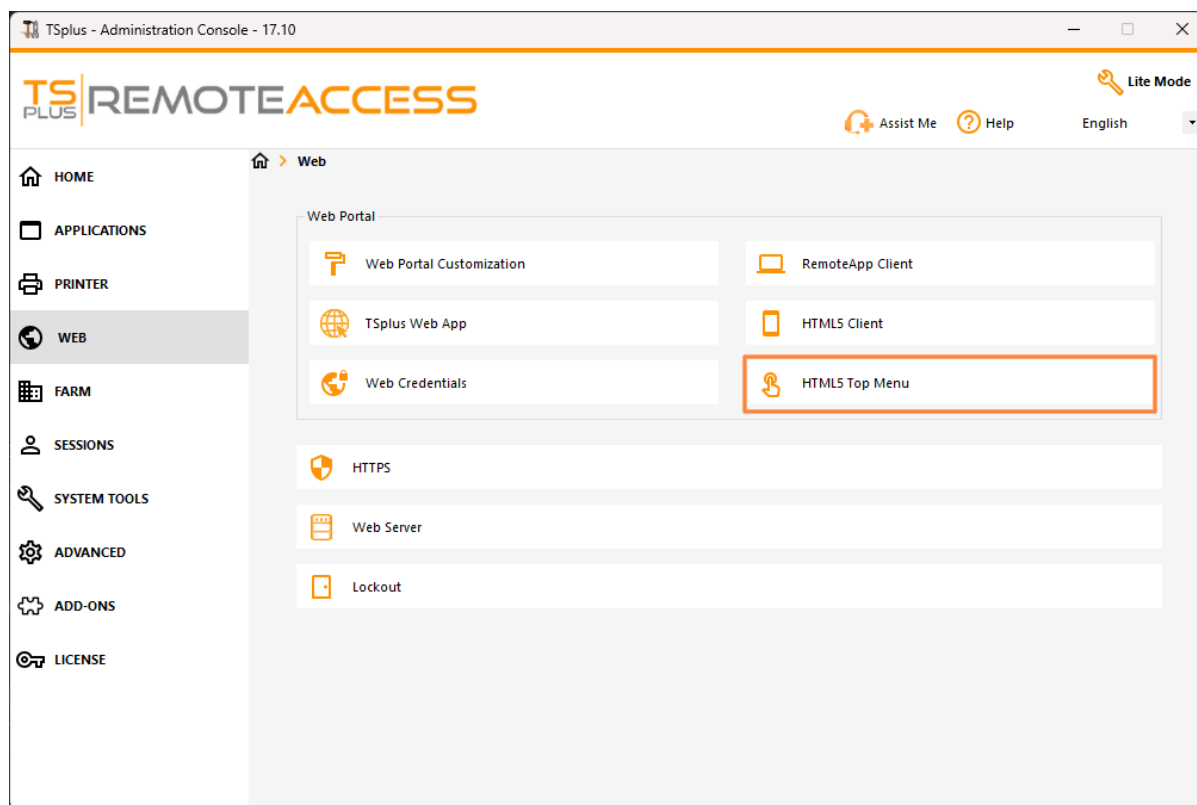 TSplus - Administration Console - 17.10
TS PLUS REMOTEACCESS
Lite Mode
Assist Me
Help
English
HOME
APPLICATIONS
PRINTER
WEB
FARM
SESSIONS
SYSTEM TOOLS
ADVANCED
ADD-ONS
LICENSE
Web
Web Portal
Web Portal Customization
RemoteApp Client
TSplus Web App
HTML5 Client
Web Credentials
HTML5 Top Menu
HTTPS
Web Server
Lockout